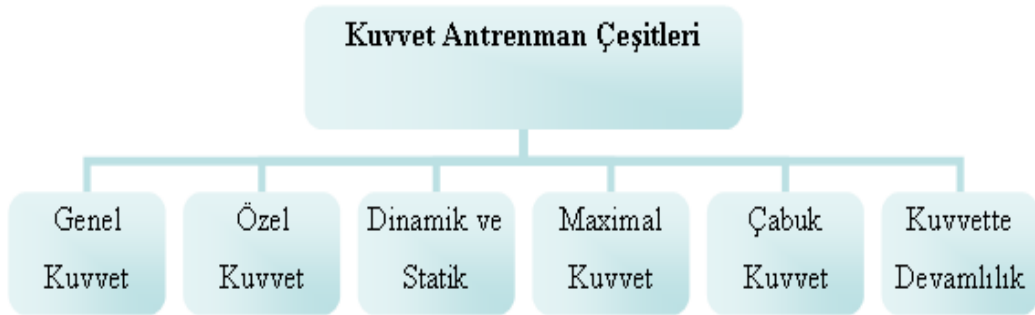 Kuvvet Antrenman Çeşitleri
Genel
Kuvvet
Özel
Kuvvet
Dinamik ve
Statik
Maximal
Kuvvet
Çabuk
Kuvvet
Kuvvette
Devamlılık